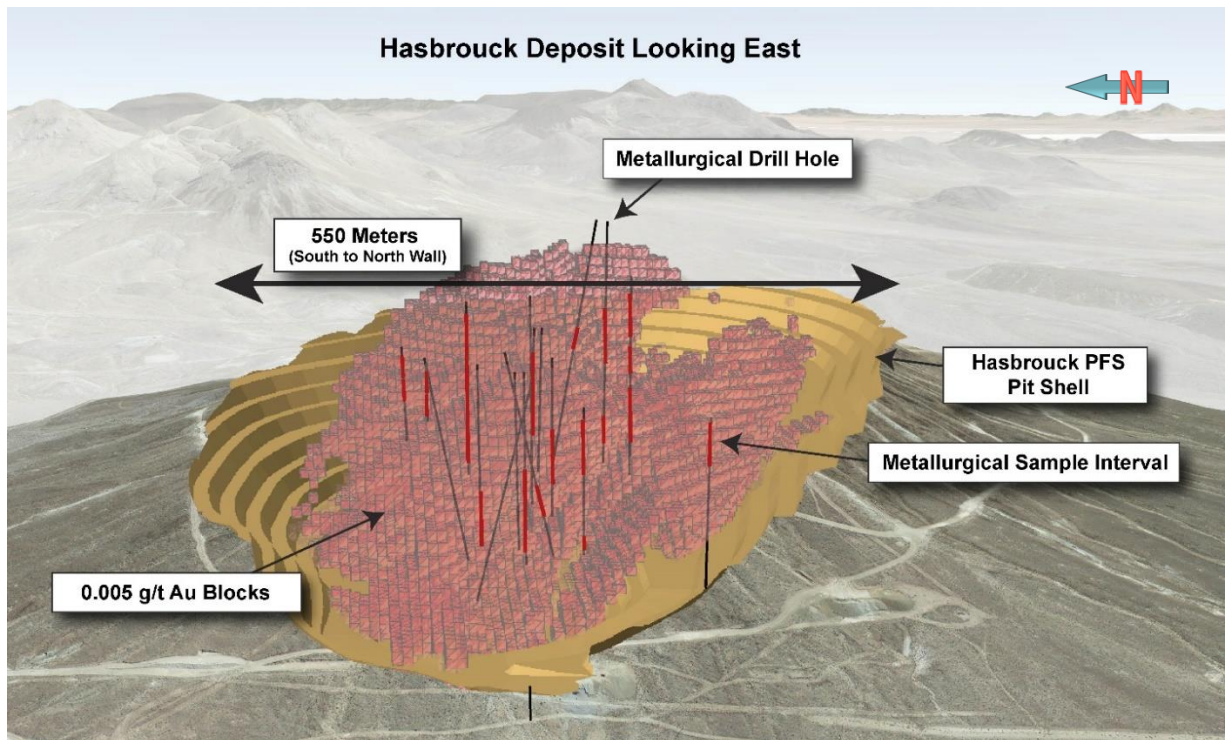 Hasbrouck Deposit Looking East
N
Metallurgical Drill Hole
550 Meters
(South to North Wall)
Hasbrouck PFS
Pit Shell
Metallurgical Sample Interval
0.005 g/t Au Blocks